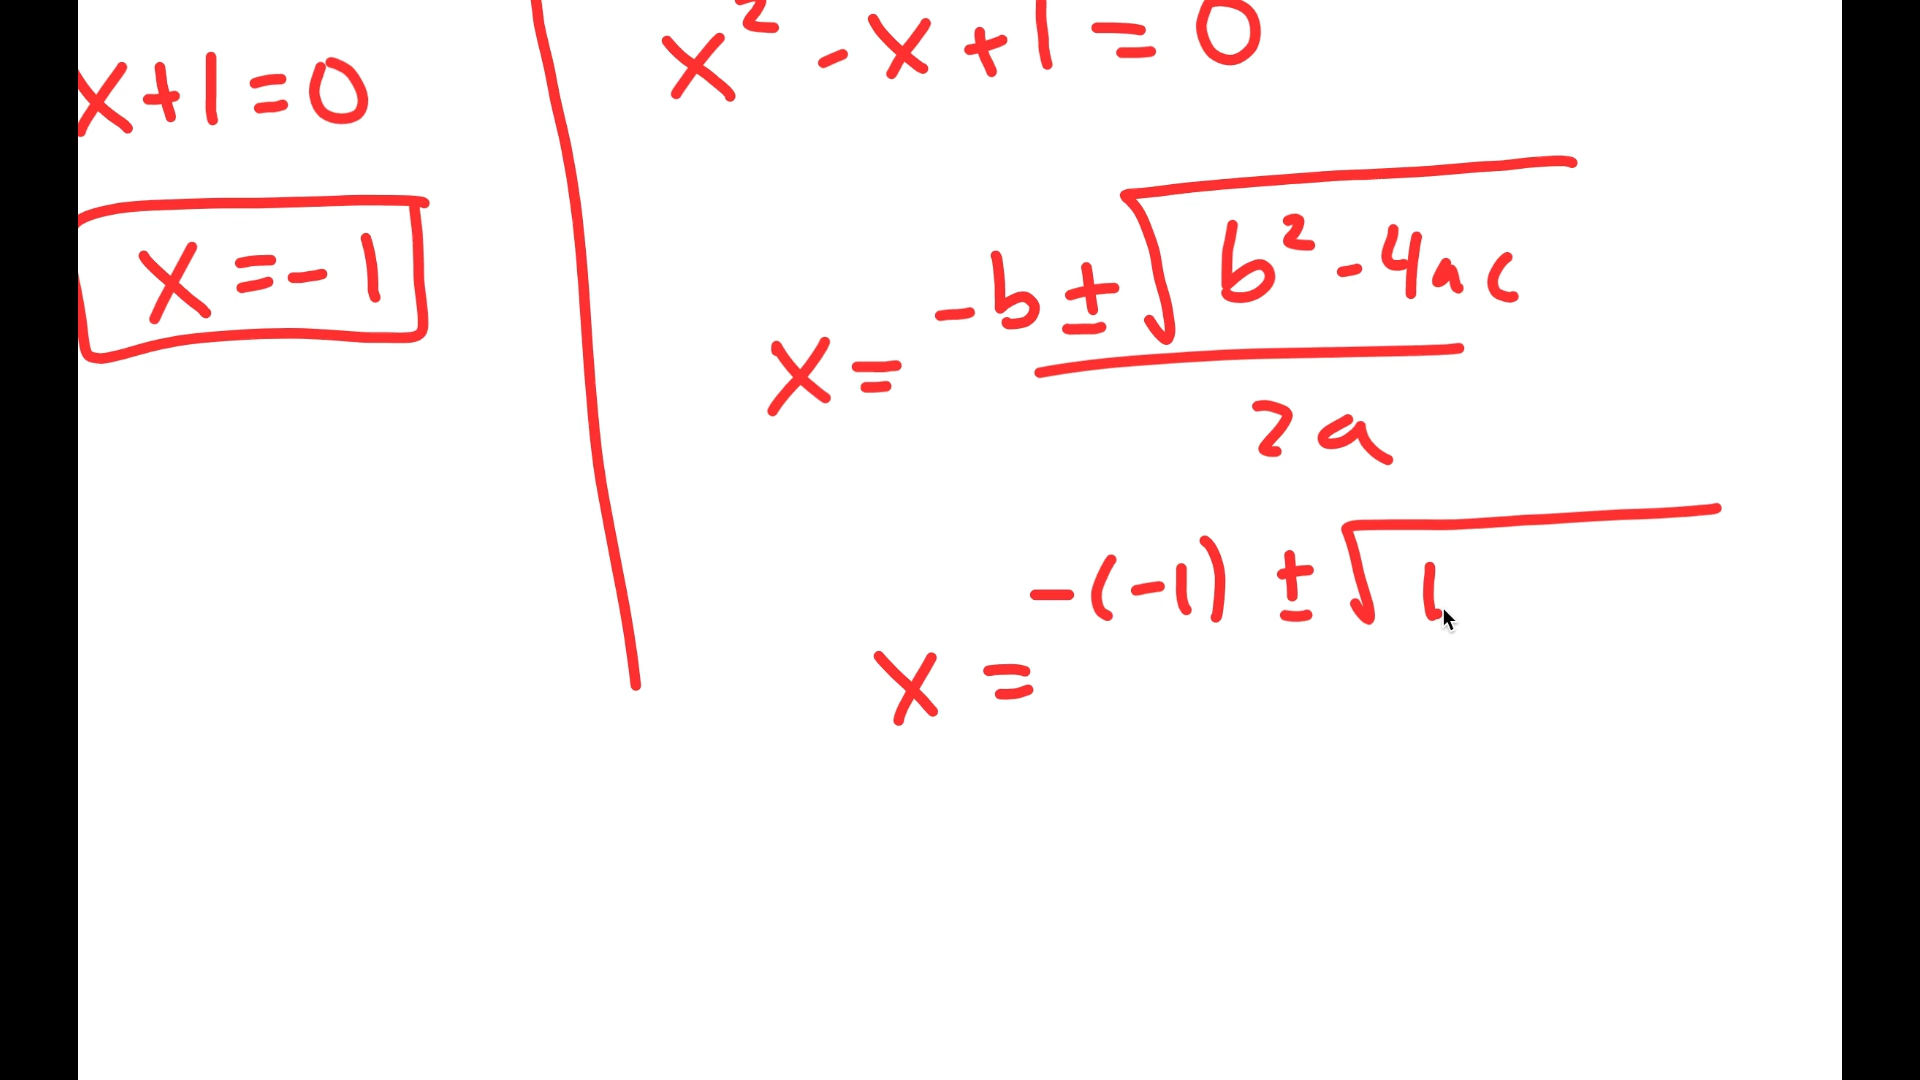 x+1=0
x=-1
x² -x+1=0
x= -b±√(b²-4ac) / 2a
x = -(-1) ± √1